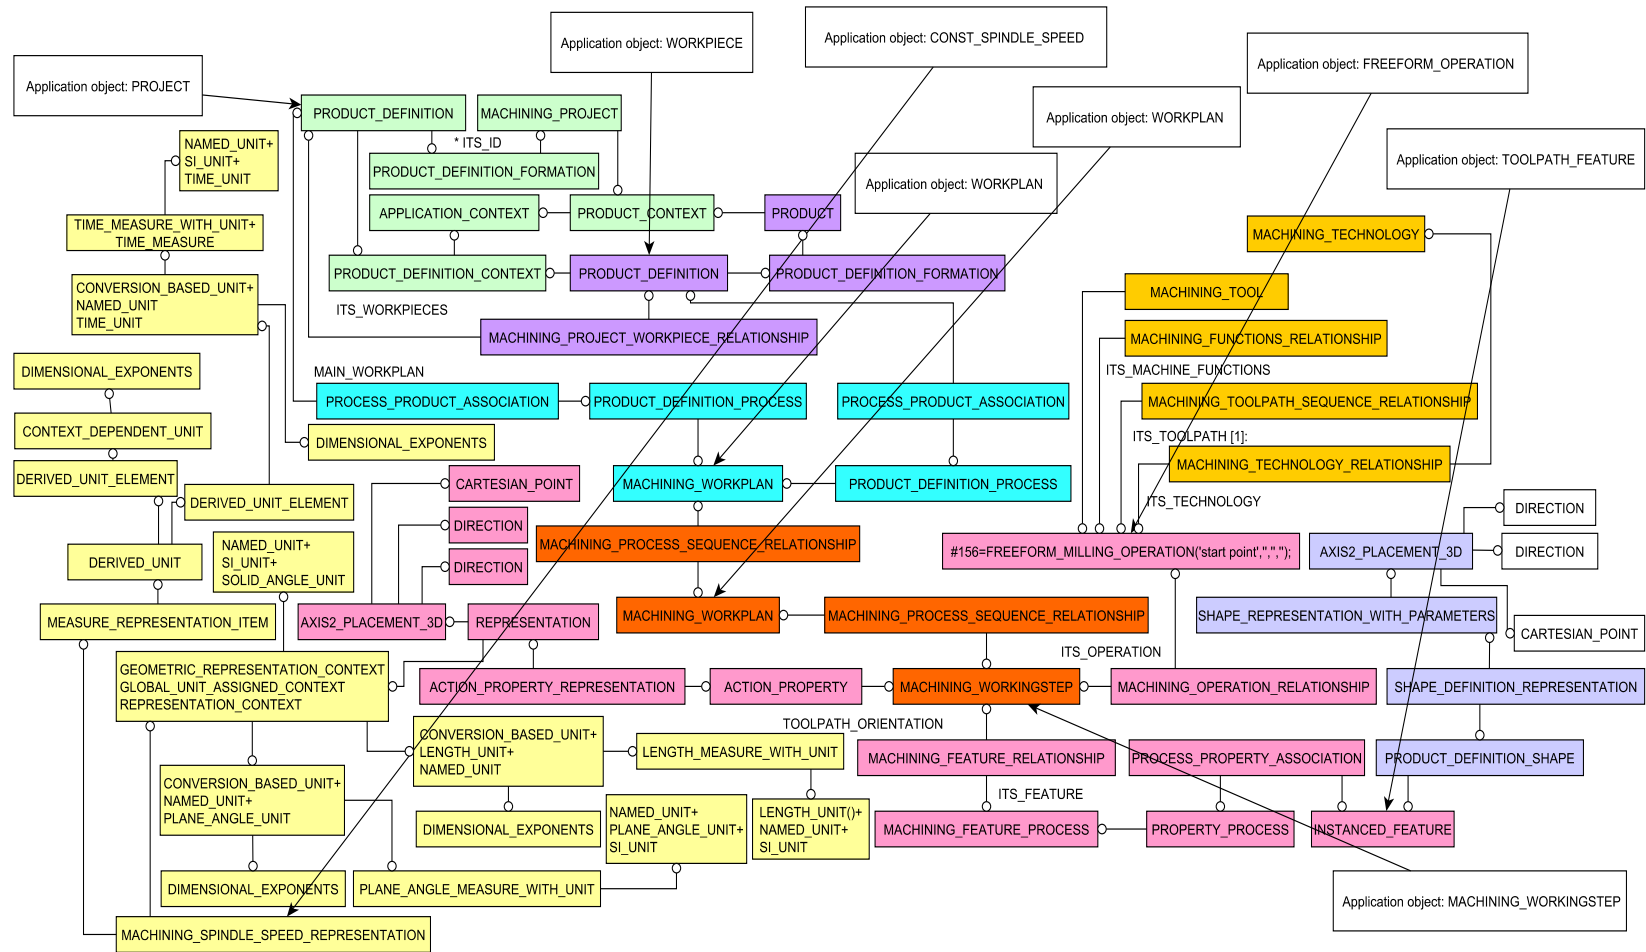 Application object: WORKPIECE
Application object: CONST_SPINDLE_SPEED
Application object: FREEFORM_OPERATION
Application object: PROJECT
Application object: WORKPLAN
Application object: TOOLPATH_FEATURE
Application object: WORKPLAN
PRODUCT_DEFINITION
MACHINING_PROJECT
* ITS_ID
PRODUCT_DEFINITION_FORMATION
NAMED_UNIT+
SI_UNIT+
TIME_UNIT
APPLICATION_CONTEXT
PRODUCT_CONTEXT
PRODUCT
TIME_MEASURE_WITH_UNIT+
TIME_MEASURE
MACHINING_TECHNOLOGY
PRODUCT_DEFINITION_CONTEXT
PRODUCT_DEFINITION
PRODUCT_DEFINITION_FORMATION
CONVERSION_BASED_UNIT+
NAMED_UNIT
TIME_UNIT
MACHINING_TOOL
ITS_WORKPIECES
MACHINING_PROJECT_WORKPIECE_RELATIONSHIP
MACHINING_FUNCTIONS_RELATIONSHIP
DIMENSIONAL_EXPONENTS
MAIN_WORKPLAN
ITS_MACHINE_FUNCTIONS
PROCESS_PRODUCT_ASSOCIATION
PRODUCT_DEFINITION_PROCESS
PROCESS_PRODUCT_ASSOCIATION
MACHINING_TOOLPATH_SEQUENCE_RELATIONSHIP
CONTEXT_DEPENDENT_UNIT
DIMENSIONAL_EXPONENTS
ITS_TOOLPATH [1]:
MACHINING_TECHNOLOGY_RELATIONSHIP
DERIVED_UNIT_ELEMENT
CARTESIAN_POINT
MACHINING_WORKPLAN
PRODUCT_DEFINITION_PROCESS
DERIVED_UNIT_ELEMENT
ITS_TECHNOLOGY
DIRECTION
DIRECTION
NAMED_UNIT+
SI_UNIT+
SOLID_ANGLE_UNIT
MACHINING_PROCESS_SEQUENCE_RELATIONSHIP
#156=FREEFORM_MILLING_OPERATION('start point','','','');
AXIS2_PLACEMENT_3D
DIRECTION
DERIVED_UNIT
DIRECTION
MEASURE_REPRESENTATION_ITEM
AXIS2_PLACEMENT_3D
REPRESENTATION
MACHINING_WORKPLAN
MACHINING_PROCESS_SEQUENCE_RELATIONSHIP
SHAPE_REPRESENTATION_WITH_PARAMETERS
CARTESIAN_POINT
ITS_OPERATION
GEOMETRIC_REPRESENTATION_CONTEXT
GLOBAL_UNIT_ASSIGNED_CONTEXT
REPRESENTATION_CONTEXT
ACTION_PROPERTY_REPRESENTATION
ACTION_PROPERTY
MACHINING_WORKINGSTEP
MACHINING_OPERATION_RELATIONSHIP
SHAPE_DEFINITION_REPRESENTATION
TOOLPATH_ORIENTATION
CONVERSION_BASED_UNIT+
LENGTH_UNIT+
NAMED_UNIT
LENGTH_MEASURE_WITH_UNIT
MACHINING_FEATURE_RELATIONSHIP
PROCESS_PROPERTY_ASSOCIATION
PRODUCT_DEFINITION_SHAPE
CONVERSION_BASED_UNIT+
NAMED_UNIT+
PLANE_ANGLE_UNIT
ITS_FEATURE
DIMENSIONAL_EXPONENTS
NAMED_UNIT+
PLANE_ANGLE_UNIT+
SI_UNIT
LENGTH_UNIT()+
NAMED_UNIT+
SI_UNIT
MACHINING_FEATURE_PROCESS
PROPERTY_PROCESS
INSTANCED_FEATURE
DIMENSIONAL_EXPONENTS
PLANE_ANGLE_MEASURE_WITH_UNIT
Application object: MACHINING_WORKINGSTEP
MACHINING_SPINDLE_SPEED_REPRESENTATION